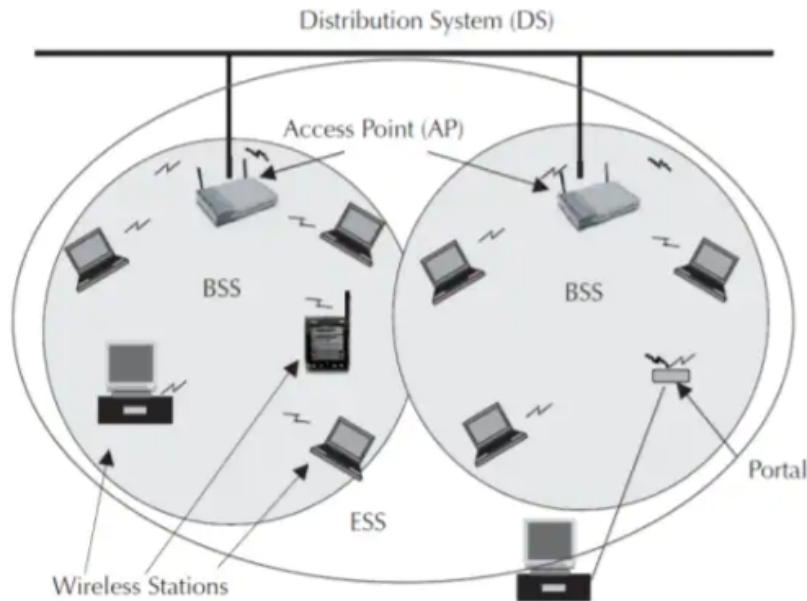 Distribution System (DS)
Access Point (AP)
BSS
BSS
Portal
ESS
Wireless Stations